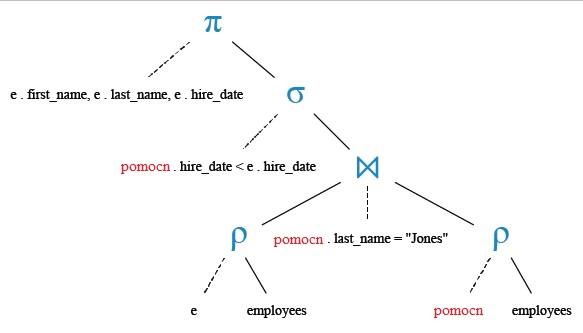 π
e . first_name, e . last_name, e . hire_date
σ
pomocn . hire_date < e . hire_date
⋈
ρ
pomocn . last_name = "Jones"
ρ
e
employees
pomocn
employees